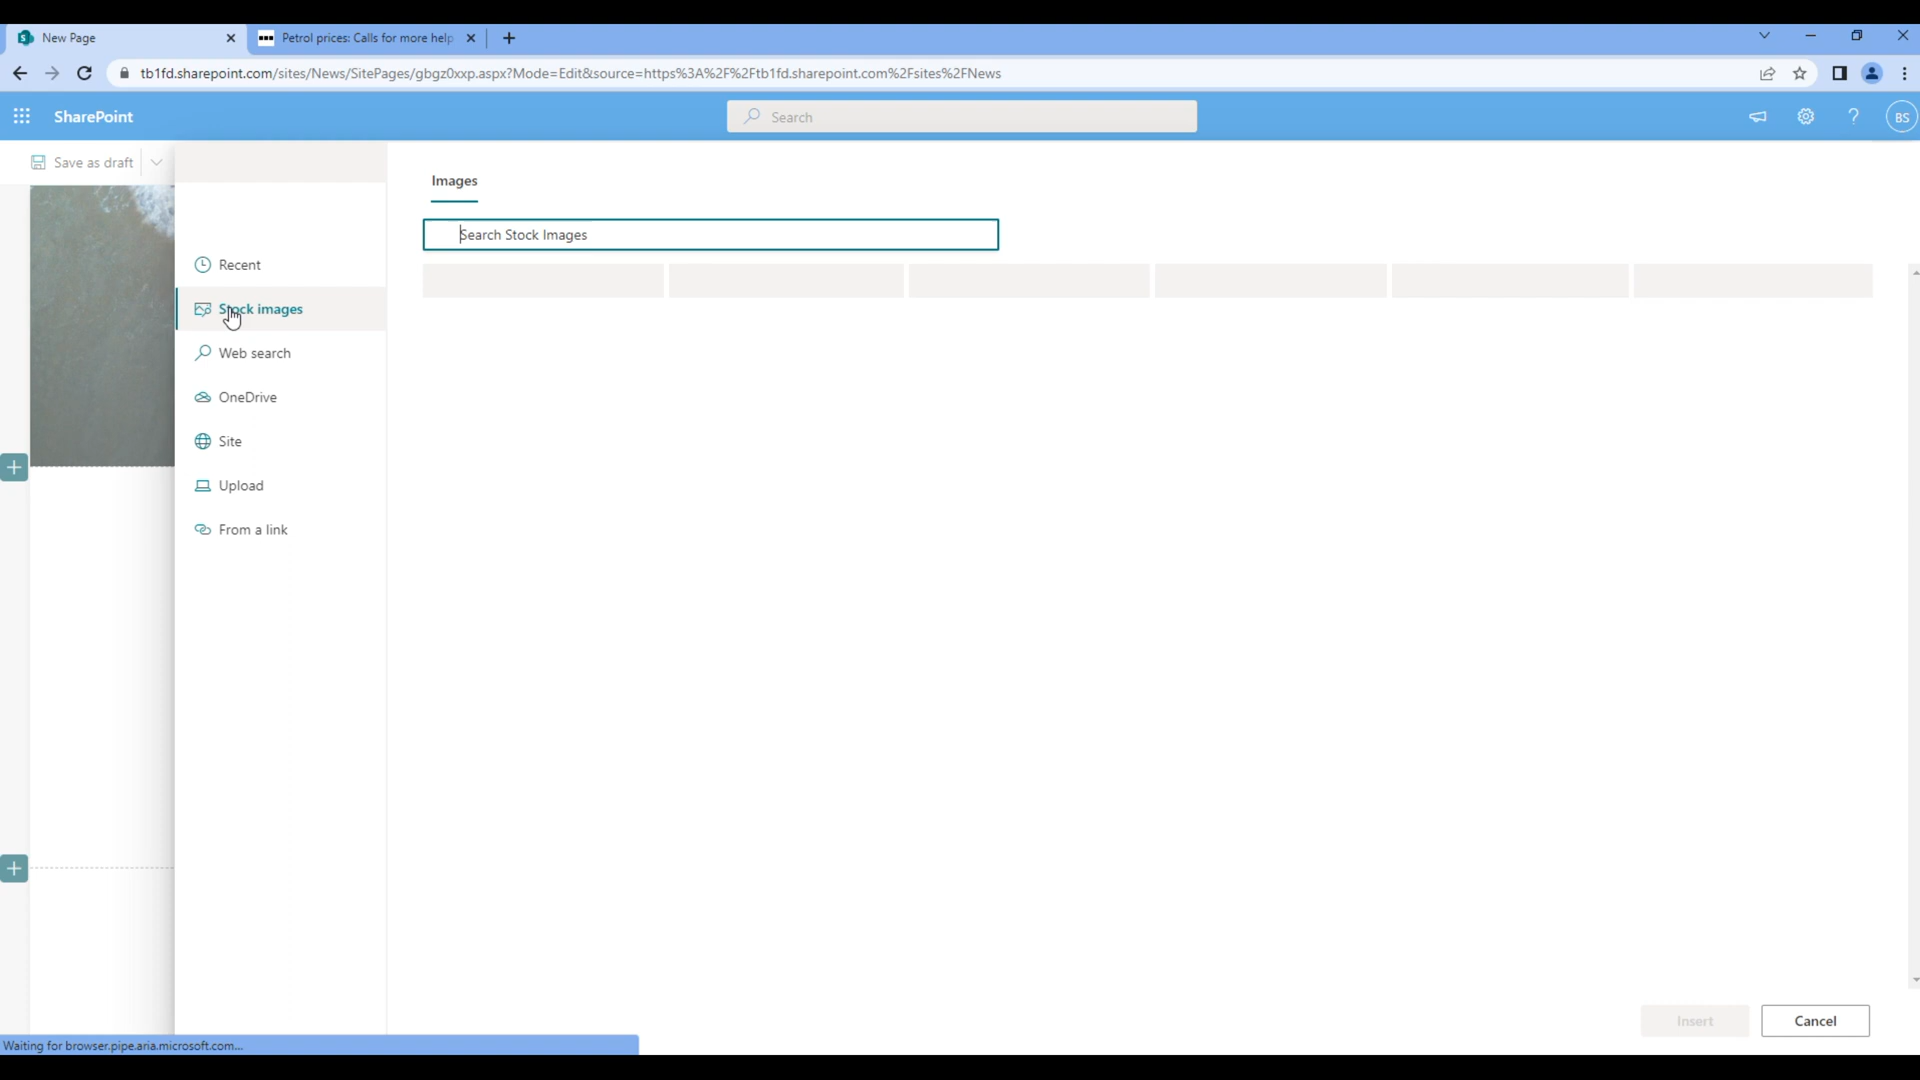 New Page
Petrol prices: Calls for more help
tb1fd.sharepoint.com/sites/News/SitePages/gbgz0xxp.aspx?Mode=Edit&source=https%3A%2F%2Ftb1fd.sharepoint.com%2Fsites%2FNews
SharePoint
Search
BS
Save as draft
Images
Search Stock Images
Recent
Stock images
Web search
OneDrive
Site
Upload
From a link
Insert
Cancel
Waiting for browser.pipe.aria.microsoft.com...